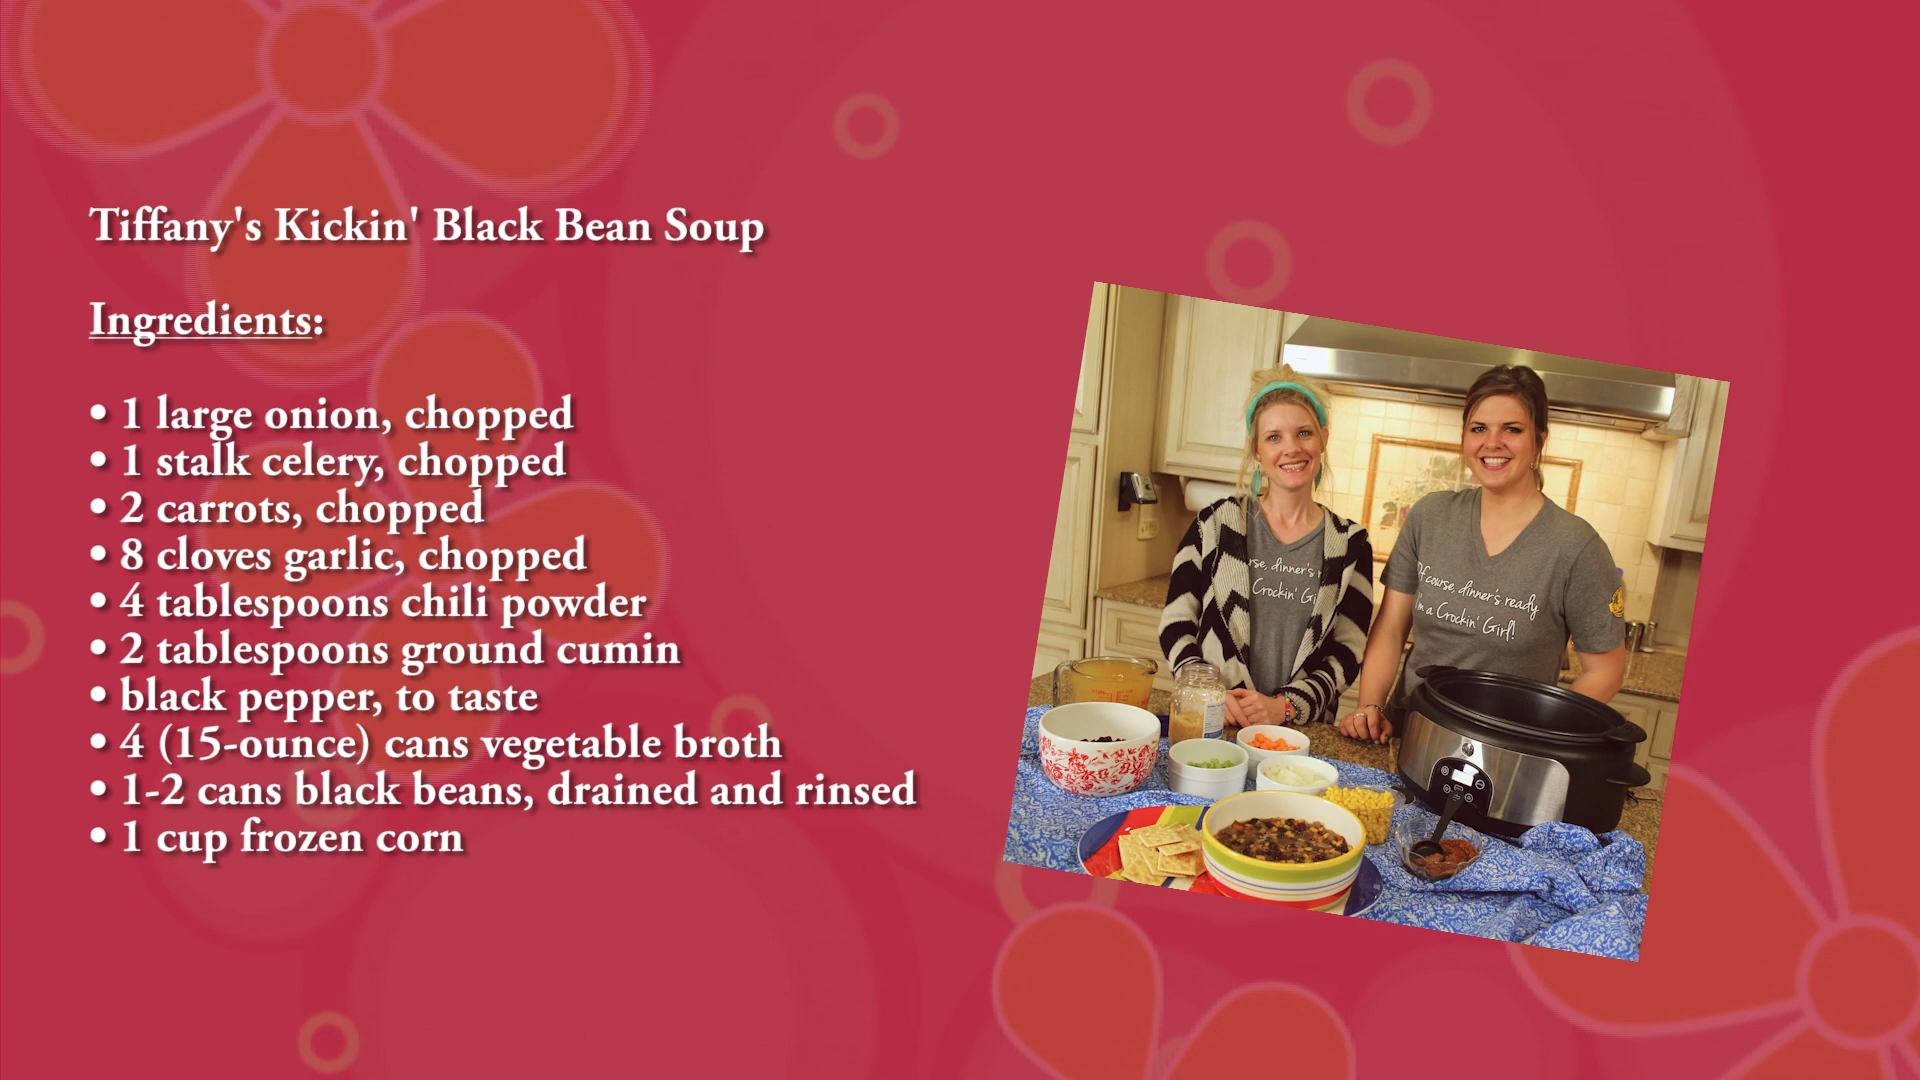 Tiffany's Kickin' Black Bean Soup
Ingredients:
• 1 large onion, chopped
• 1 stalk celery, chopped
• 2 carrots, chopped
• 8 cloves garlic, chopped
• 4 tablespoons chili powder
• 2 tablespoons ground cumin
• black pepper, to taste
• 4 (15-ounce) cans vegetable broth
• 1-2 cans black beans, drained and rinsed
• 1 cup frozen corn
dinner's
Crockin'
Of course, dinner's ready
I'm a Crockin' Girl!